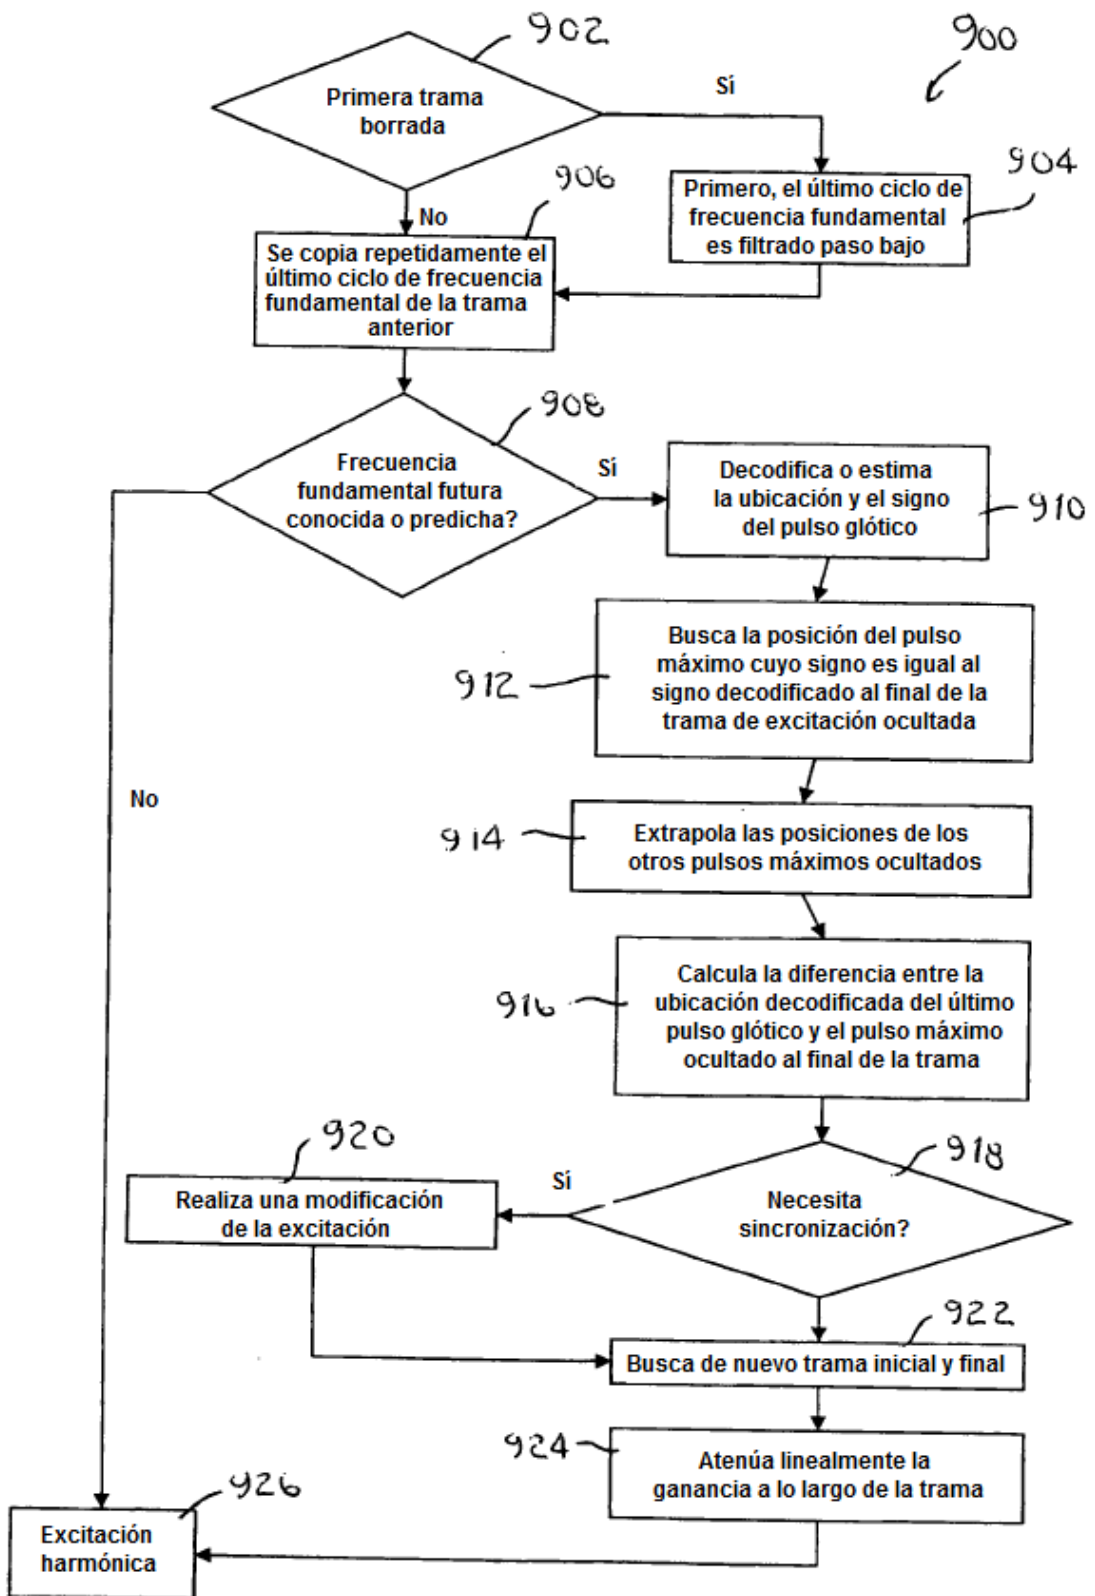 902
900
Primera trama
borrada
Sí
904
906
Primero, el último ciclo de
frecuencia fundamental
es filtrado paso bajo
No
Se copia repetidamente el
último ciclo de frecuencia
fundamental de la trama
anterior
908
Frecuencia
fundamental futura
conocida o predicha?
Sí
Decodifica o estima
la ubicación y el signo
del pulso glótico
910
912
Busca la posición del pulso
máximo cuyo signo es igual al
signo decodificado al final de la
trama de excitación ocultada
No
914
Extrapola las posiciones de los
otros pulsos máximos ocultados
916
Calcula la diferencia entre la
ubicación decodificada del último
pulso glótico y el pulso máximo
ocultado al final de la trama
920
918
Sí
Realiza una modificación
de la excitación
Necesita
sincronización?
922
Busca de nuevo trama inicial y final
924
Atenúa linealmente la
ganancia a lo largo de la trama
926
Excitación
harmónica